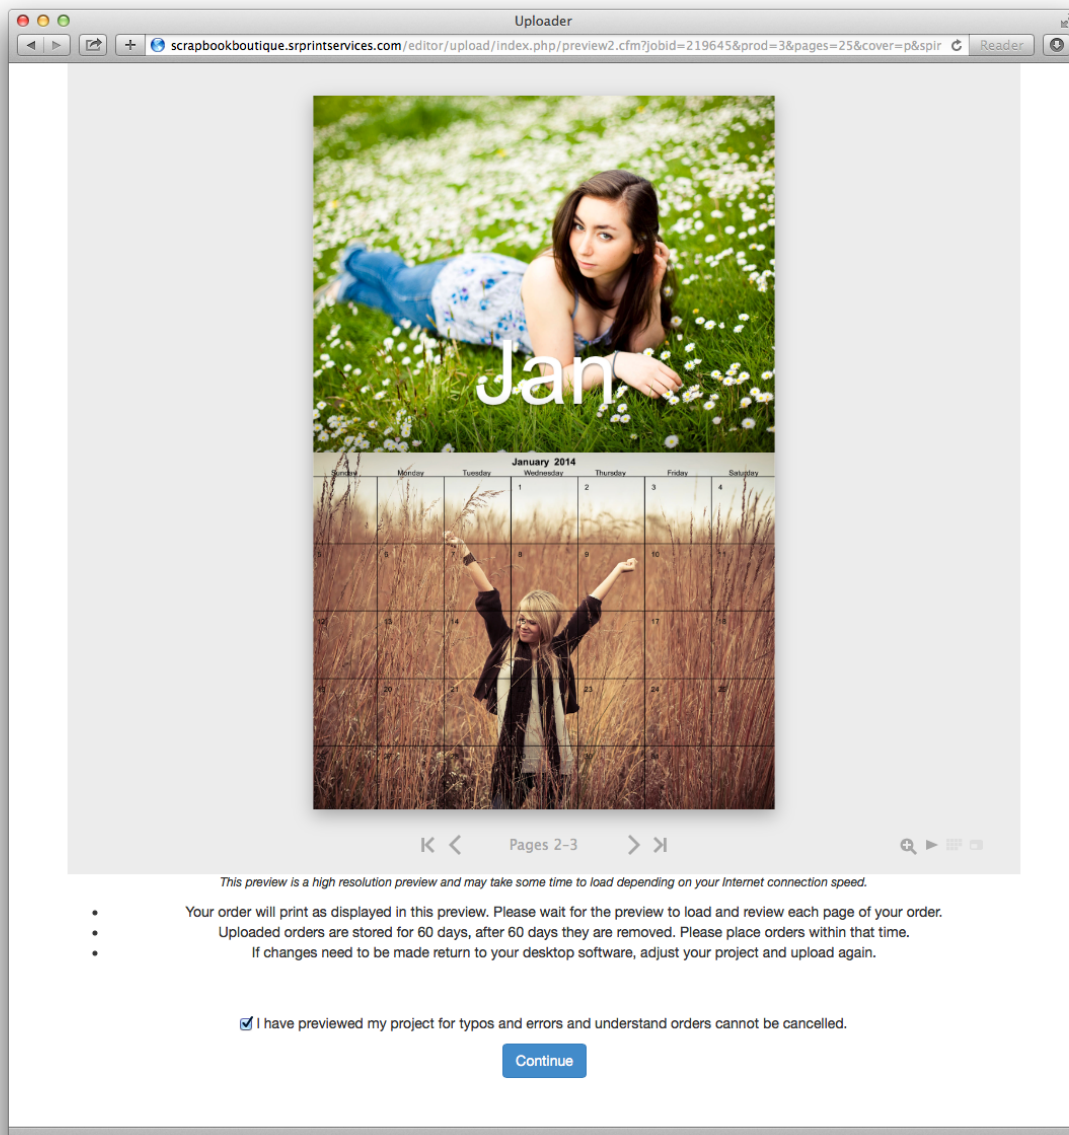 Uploader
scrapbookboutique.srprintservices.com/editor/upload/index.php/preview2.cfm?jobid=219645&prod=3&pages=25&cover=p&spir
Reader
Jan
January 2014
Sunday Monday Tuesday Wednesday Thursday Friday Saturday
1 2 3 4
5 6 7 8 9 10 11
12 13 14 17 18
19 20 21 22 23 24 25
Pages 2-3
This preview is a high resolution preview and may take some time to load depending on your Internet connection speed.
• Your order will print as displayed in this preview. Please wait for the preview to load and review each page of your order.
• Uploaded orders are stored for 60 days, after 60 days they are removed. Please place orders within that time.
• If changes need to be made return to your desktop software, adjust your project and upload again.
I have previewed my project for typos and errors and understand orders cannot be cancelled.
Continue